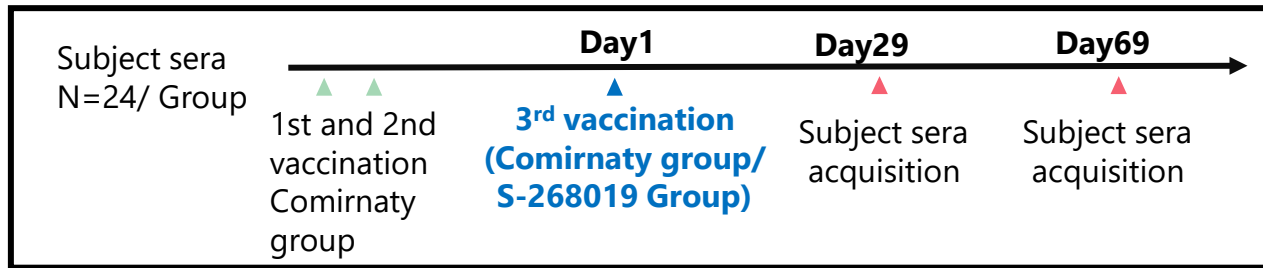 Subject sera
N=24/ Group
Day1
Day29
Day69
1st and 2nd
vaccination
Comirnaty
group
3rd vaccination
(Comirnaty group/
S-268019 Group)
Subject sera
acquisition
Subject sera
acquisition